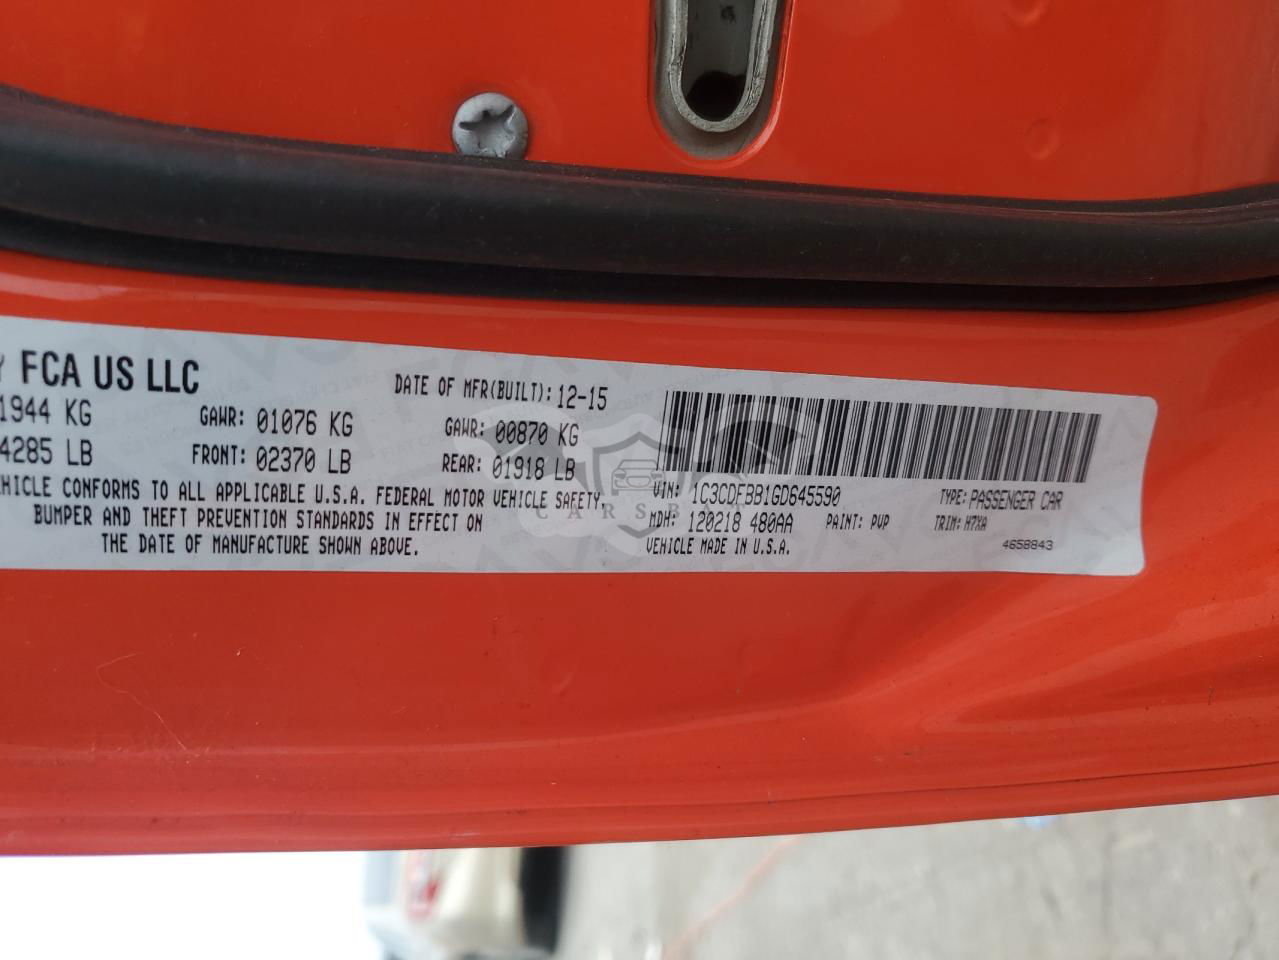 FCA US LLC
DATE OF MFR(BUILT): 12-15
1944 KG GAWR: 01076 KG GAWR: 00870 KG
4285 LB FRONT: 02370 LB REAR: 01918 LB
VIN: 1C3CDFBB1GD645590 TYPE: PASSENGER CAR
EHICLE CONFORMS TO ALL APPLICABLE U.S.A. FEDERAL MOTOR VEHICLE SAFETY,
MDH: 120218 480AA PAINT: PVP TRIM: H7XA
BUMPER AND THEFT PREVENTION STANDARDS IN EFFECT ON
VEHICLE MADE IN U.S.A. 4658843
THE DATE OF MANUFACTURE SHOWN ABOVE.